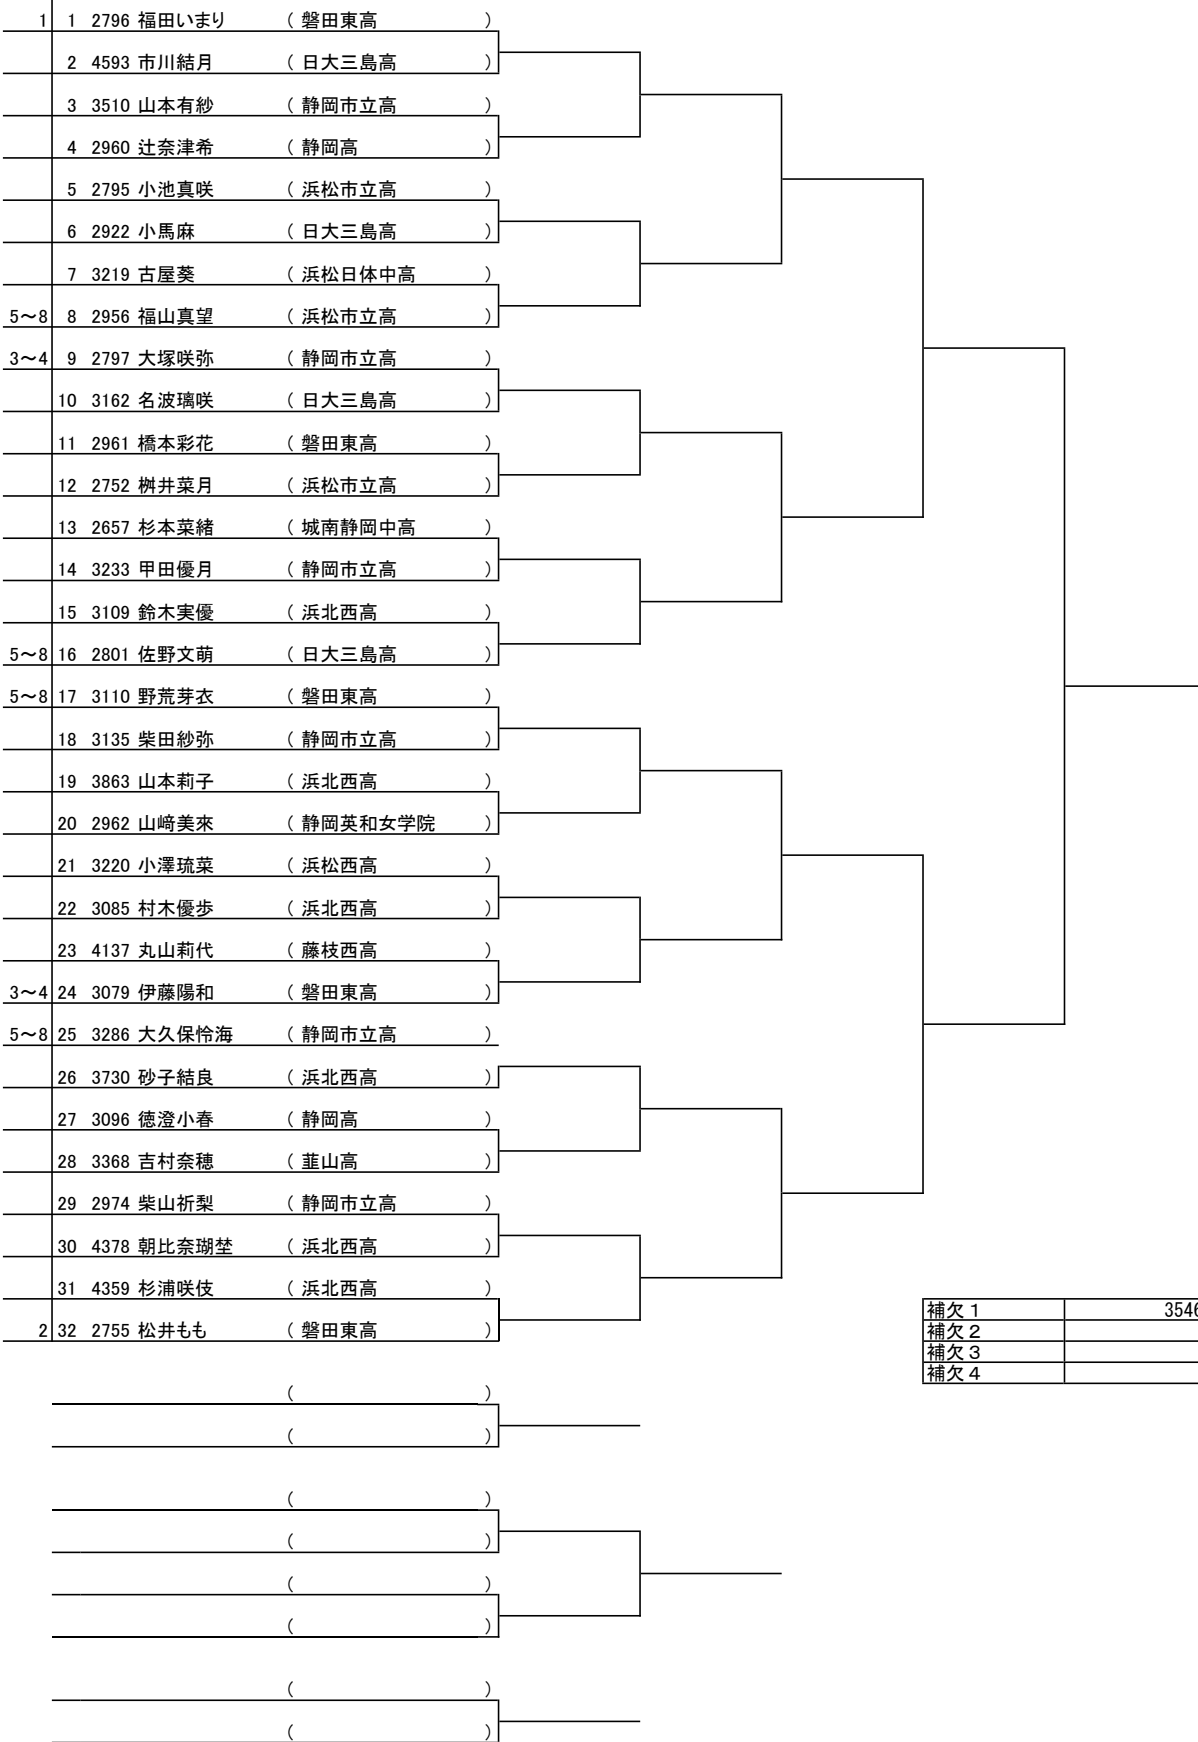 1 1 2796 福田いまり ( 磐田東高 )
2 4593 市川結月 ( 日大三島高 )
3 3510 山本有紗 ( 静岡市立高 )
4 2960 辻奈津希 ( 静岡高 )
5 2795 小池真咲 ( 浜松市立高 )
6 2922 小馬麻 ( 日大三島高 )
7 3219 古屋葵 ( 浜松日体中高 )
5～8 8 2956 福山真望 ( 浜松市立高 )
3～4 9 2797 大塚咲弥 ( 静岡市立高 )
10 3162 名波璃咲 ( 日大三島高 )
11 2961 橋本彩花 ( 磐田東高 )
12 2752 桝井菜月 ( 浜松市立高 )
13 2657 杉本菜緒 ( 城南静岡中高 )
14 3233 甲田優月 ( 静岡市立高 )
15 3109 鈴木実優 ( 浜北西高 )
5～8 16 2801 佐野文萌 ( 日大三島高 )
5～8 17 3110 野荒芽衣 ( 磐田東高 )
18 3135 柴田紗弥 ( 静岡市立高 )
19 3863 山本莉子 ( 浜北西高 )
20 2962 山﨑美來 ( 静岡英和女学院 )
21 3220 小澤琉菜 ( 浜松西高 )
22 3085 村木優歩 ( 浜北西高 )
23 4137 丸山莉代 ( 藤枝西高 )
3～4 24 3079 伊藤陽和 ( 磐田東高 )
5～8 25 3286 大久保怜海 ( 静岡市立高 )
26 3730 砂子結良 ( 浜北西高 )
27 3096 徳澄小春 ( 静岡高 )
28 3368 吉村奈穂 ( 韮山高 )
29 2974 柴山祈梨 ( 静岡市立高 )
30 4378 朝比奈瑚埜 ( 浜北西高 )
31 4359 杉浦咲伎 ( 浜北西高 )
2 32 2755 松井もも ( 磐田東高 )
補欠１ 3546
補欠２
補欠３
補欠４
( )
( )
( )
( )
( )
( )
( )
( )